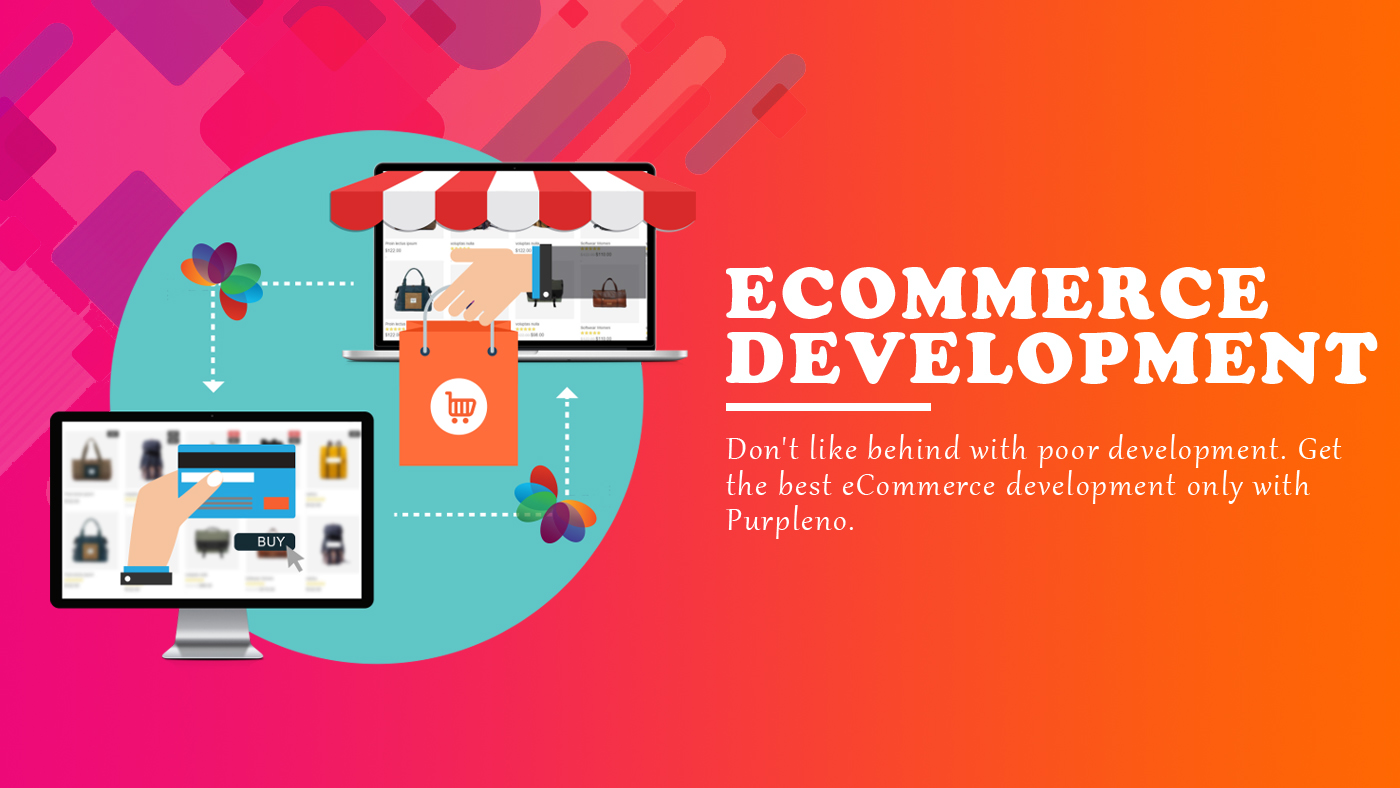 ECOMMERCE
DEVELOPMENT
Don't like behind with poor development. Get
the best eCommerce development only with
Purpleno.
BUY